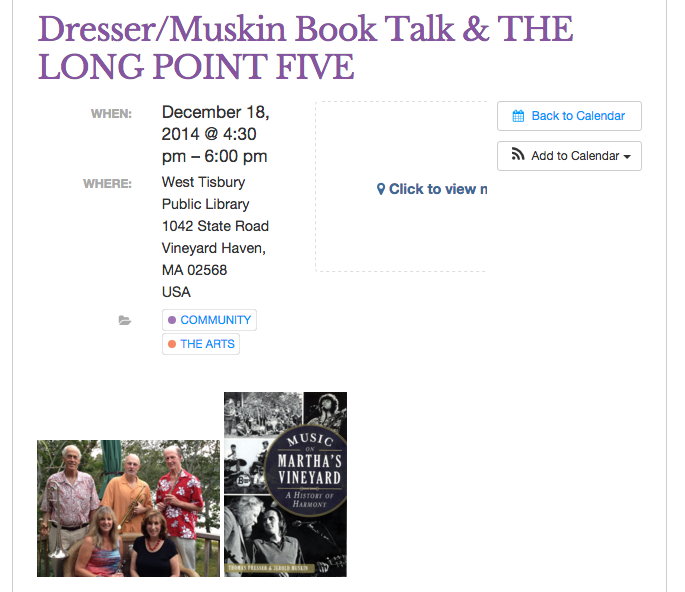 Dresser/Muskin Book Talk & THE
LONG POINT FIVE
WHEN:
December 18,
2014 @ 4:30
pm – 6:00 pm
WHERE:
West Tisbury
Public Library
1042 State Road
Vineyard Haven,
MA 02568
USA
Click to view n
Back to Calendar
Add to Calendar
COMMUNITY
THE ARTS
MUSIC
ON
MARTHA'S
VINEYARD
A HISTORY OF
HARMONY
THOMAS DRESSER & JEROLD MUSKIN